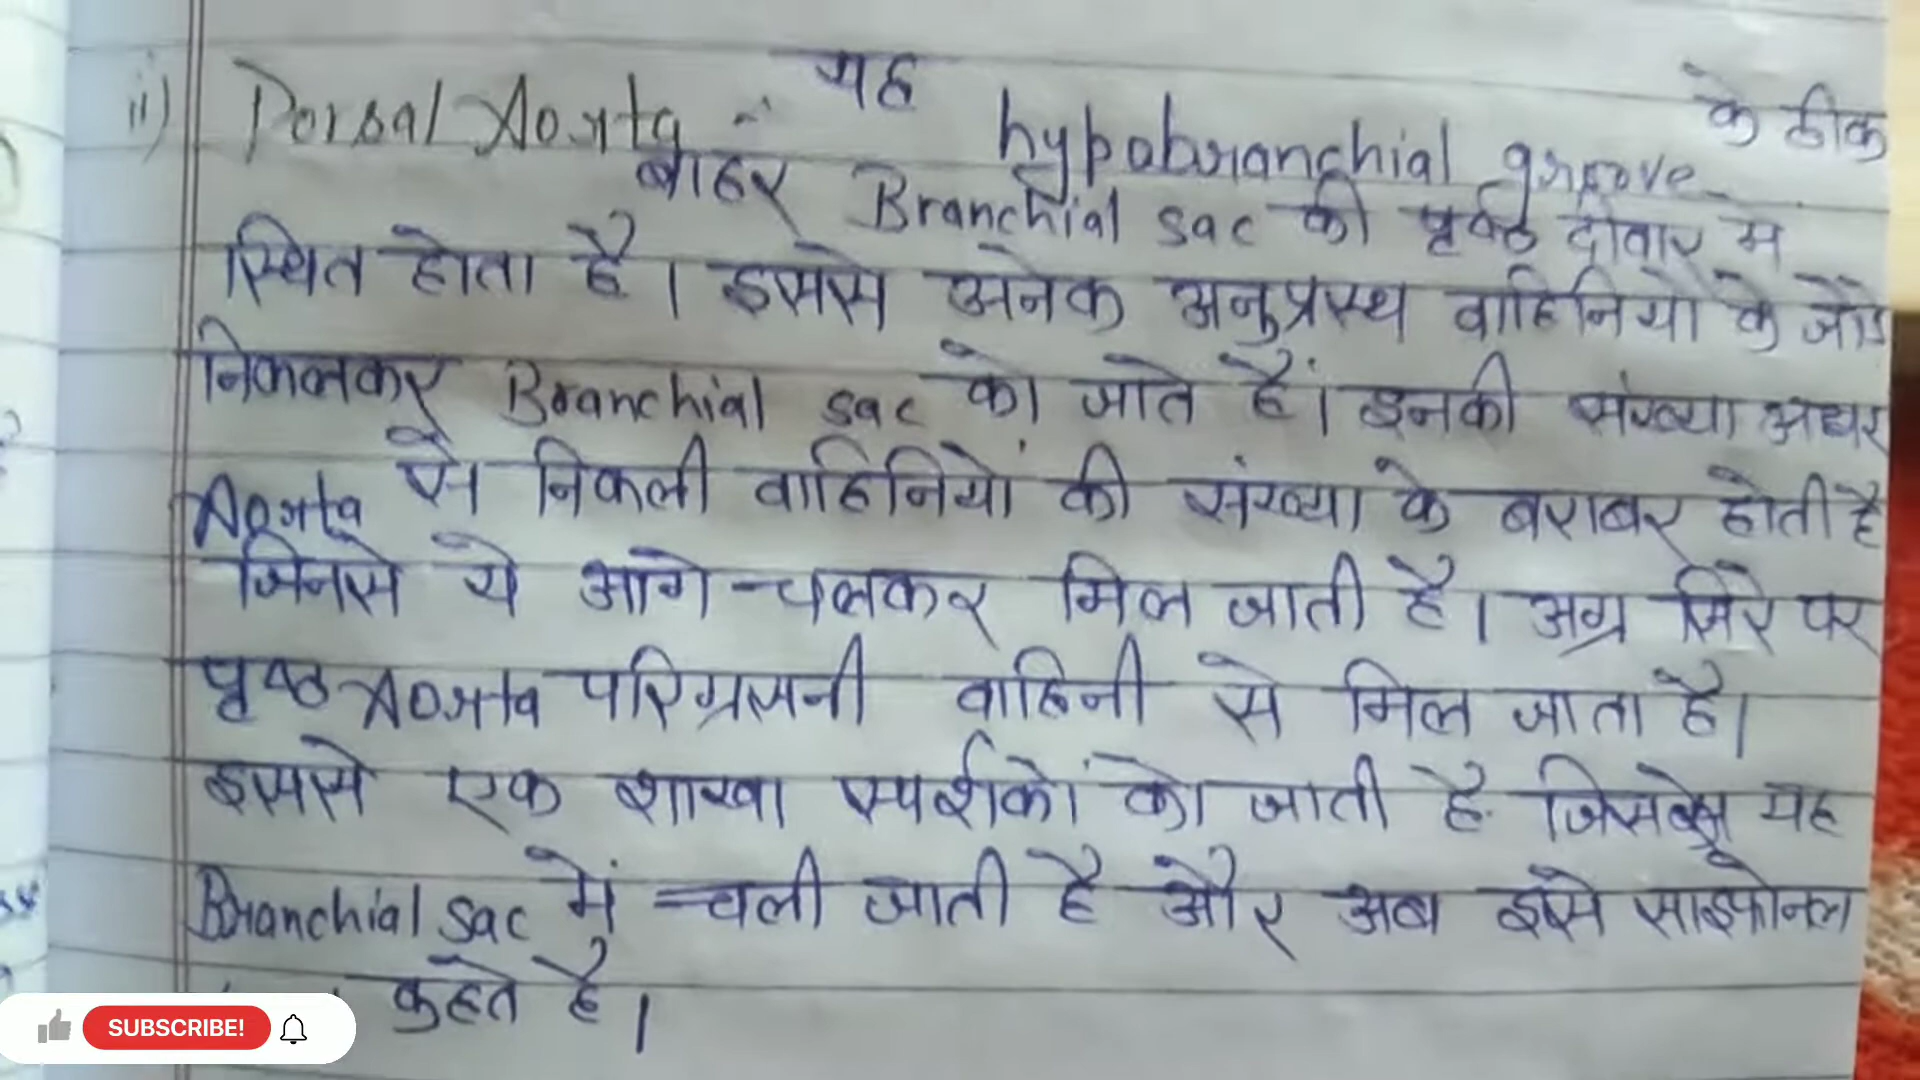 ii) Dorsal Aorta - यह hypobranchial groove के ठीक
बाहर Branchial sac की पृष्ठ दीवार में
स्थित होता है। इससे अनेक अनुप्रस्थ वाहिनियों के जोड़े
निकलकर Branchial sac को जाते हैं। इनकी संख्या अधर
Aorta से निकली वाहिनियों की संख्या के बराबर होती है
जिनसे ये आगे चलकर मिल जाती है। अग्र सिरे पर
पृष्ठ Aorta परिग्रसनी वाहिनी से मिल जाता है।
इससे एक शाखा स्पर्शकों को जाती है यह
Branchial sac में चली जाती है और अब इसे साइफोनल
कहते है।
SUBSCRIBE!